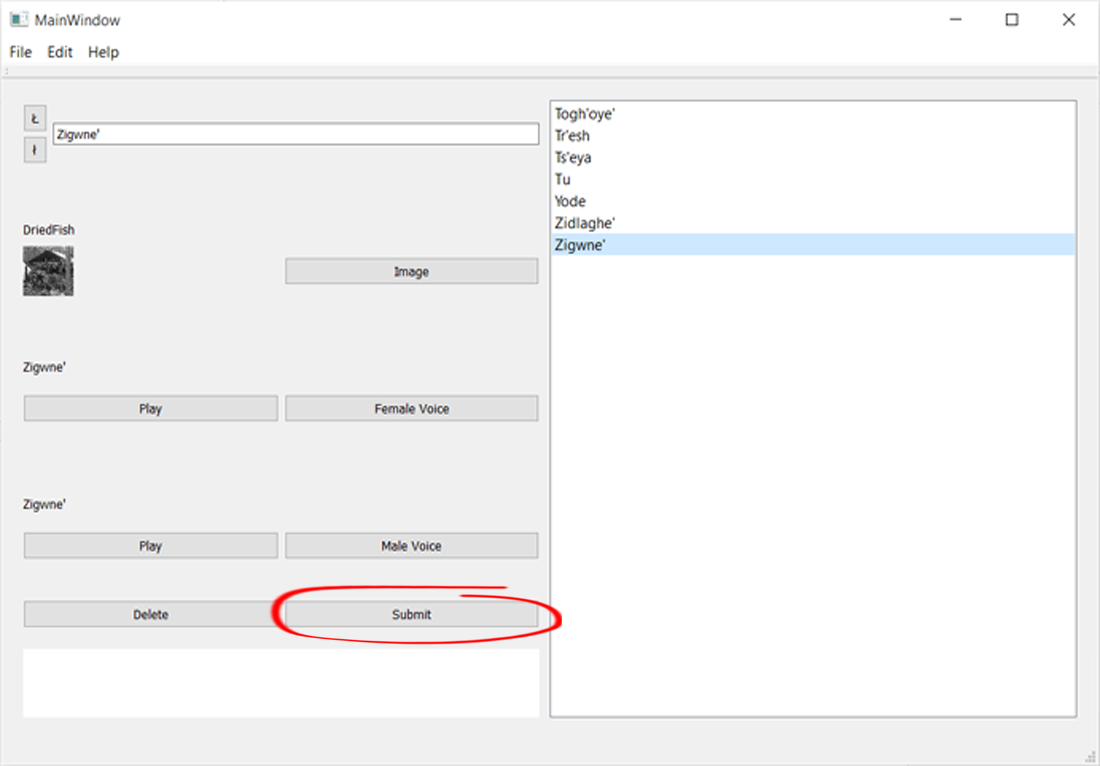 MainWindow
File Edit Help
Ł
ł
Zigwne'
DriedFish
Image
Zigwne'
Play
Female Voice
Zigwne'
Play
Male Voice
Delete
Submit
Togh'oye'
Tr'esh
Ts'eya
Tu
Yode
Zidlaghe'
Zigwne'